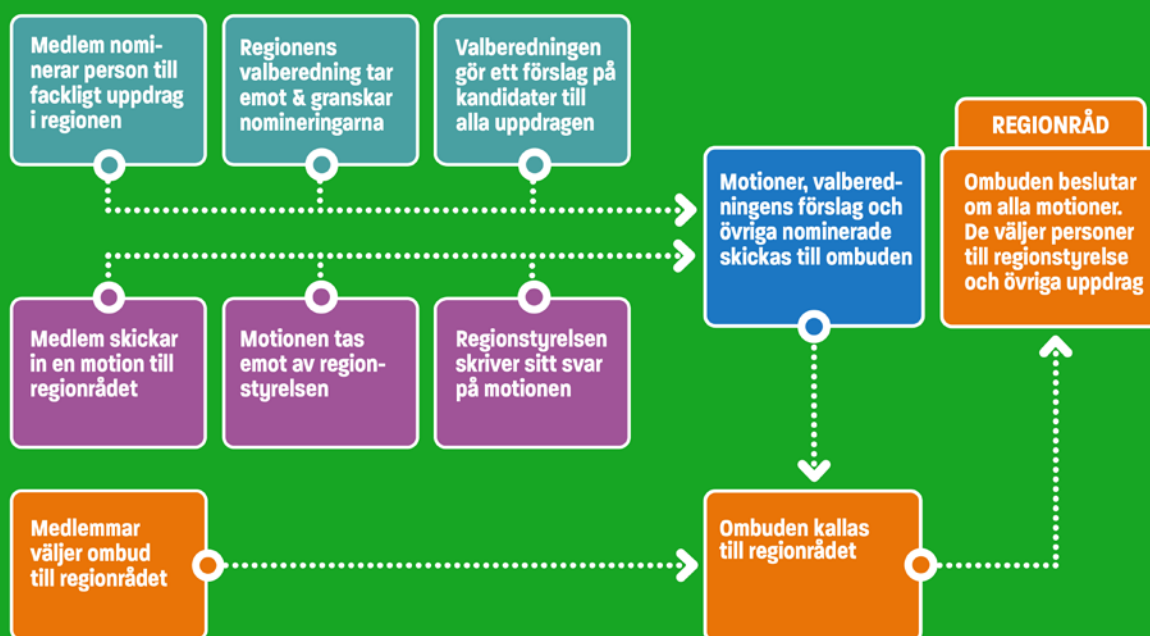 Medlem nomi-
nerar person till
fackligt uppdrag
i regionen
Regionens
valberedning tar
emot & granskar
nomineringarna
Valberedningen
gör ett förslag på
kandidater till
alla uppdragen
Medlem skickar
in en motion till
regionrådet
Motionen tas
emot av region-
styrelsen
Regionstyrelsen
skriver sitt svar
på motionen
Motioner, valbered-
ningens förslag och
övriga nominerade
skickas till ombuden
REGIONRÅD
Ombuden beslutar
om alla motioner.
De väljer personer
till regionstyrelse
och övriga uppdrag
Medlemmar
väljer ombud
till regionrådet
Ombuden kallas
till regionrådet